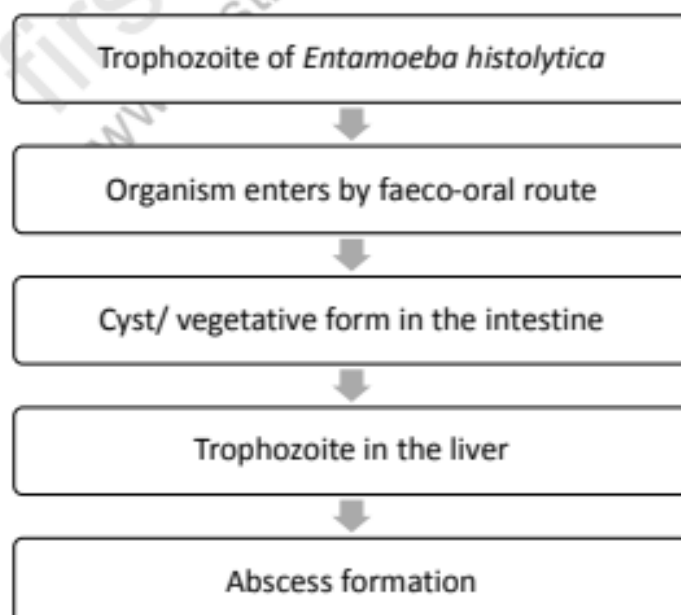 Trophozoite of Entamoeba histolytica
Organism enters by faeco-oral route
Cyst/ vegetative form in the intestine
Trophozoite in the liver
Abscess formation